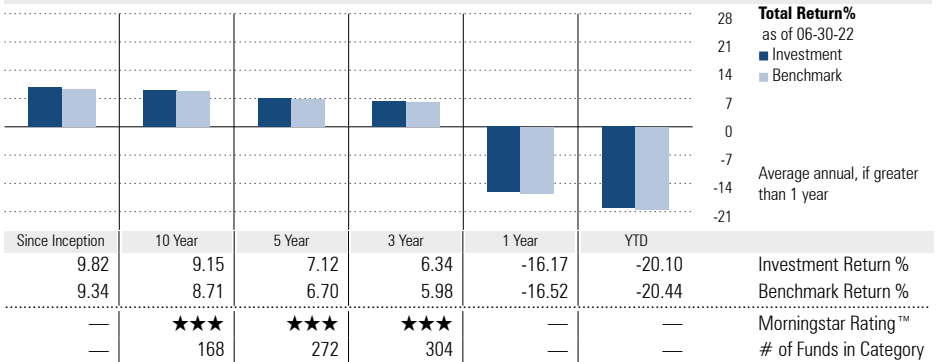 28
21
14
7
0
-7
-14
-21
Total Return%
as of 06-30-22
Investment
Benchmark
Average annual, if greater
than 1 year
Since Inception 10 Year 5 Year 3 Year 1 Year YTD
9.82 9.15 7.12 6.34 -16.17 -20.10 Investment Return %
9.34 8.71 6.70 5.98 -16.52 -20.44 Benchmark Return %
— ★★★ ★★★ ★★★ — — Morningstar Rating™
— 168 272 304 — — # of Funds in Category